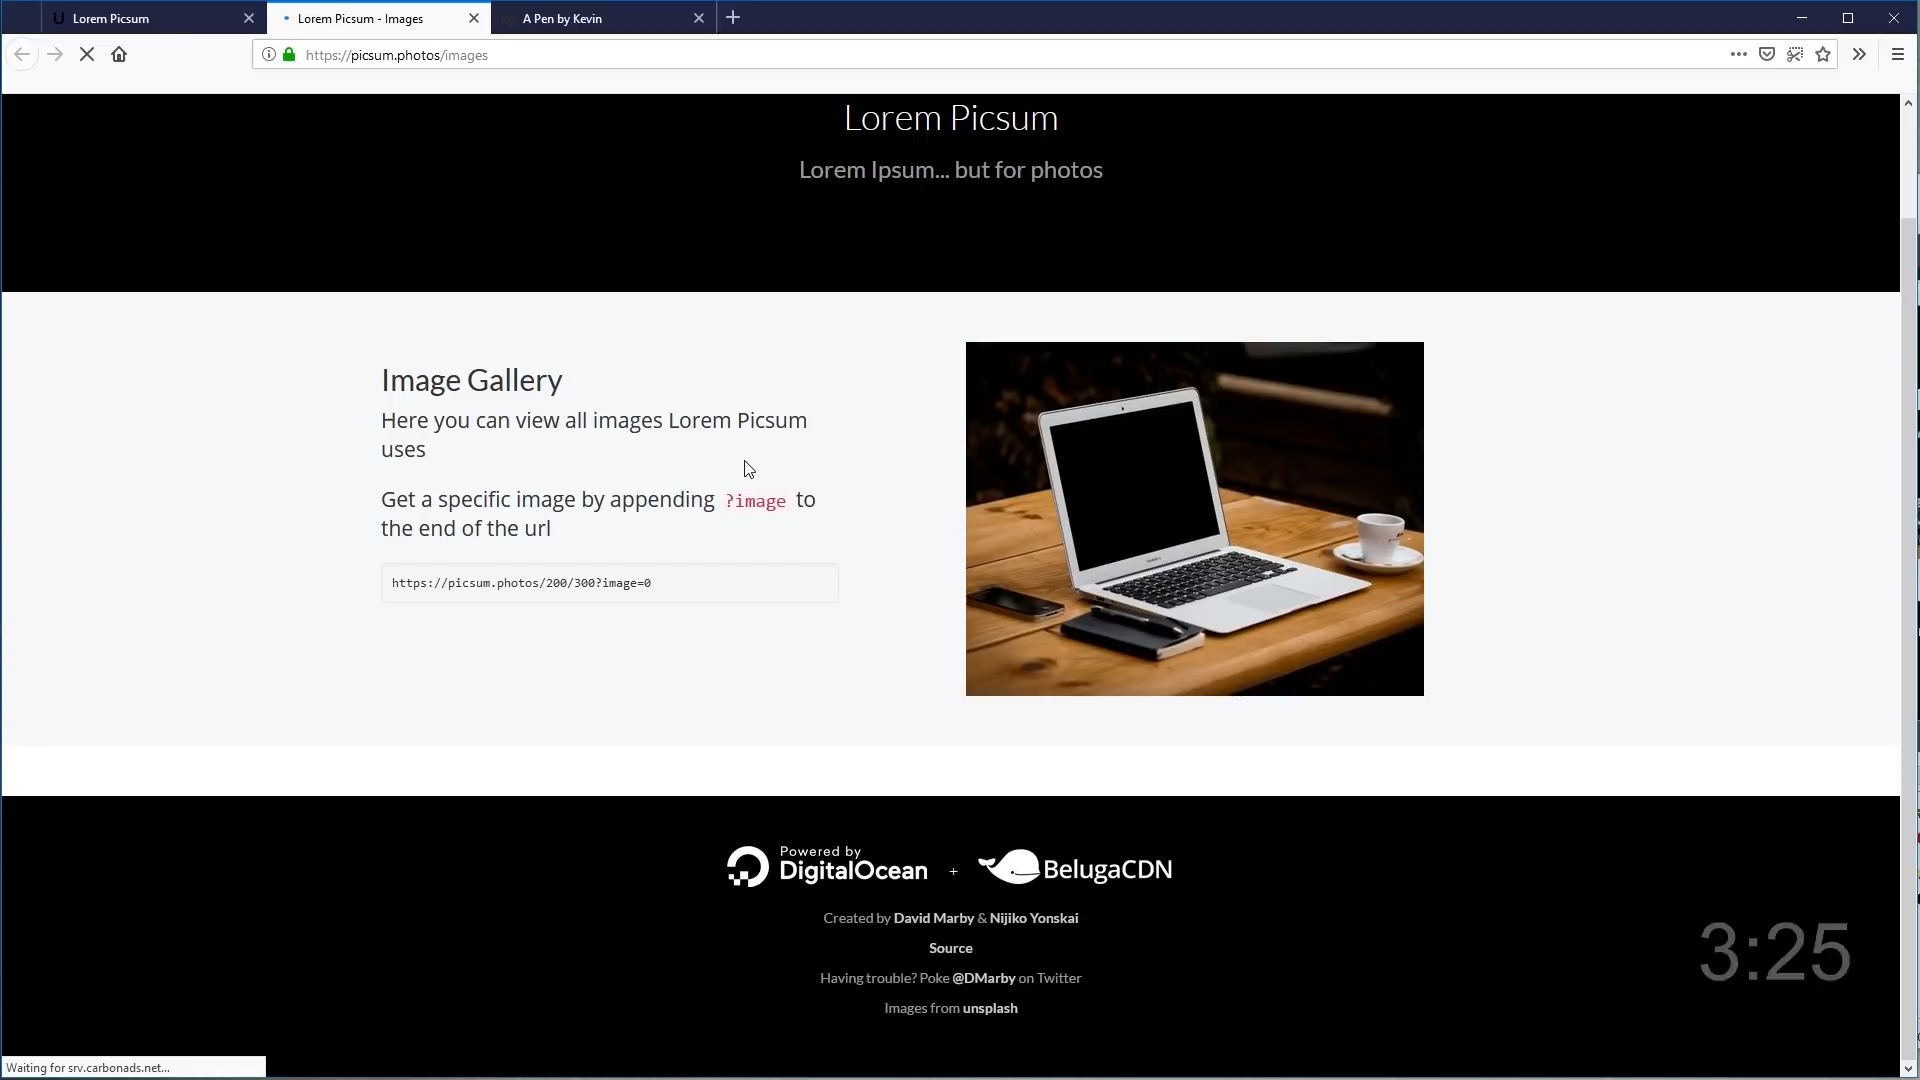 Lorem Picsum
Lorem Picsum - Images
A Pen by Kevin
https://picsum.photos/images
Lorem Picsum
Lorem Ipsum... but for photos
Image Gallery
Here you can view all images Lorem Picsum
uses
Get a specific image by appending ?image to
the end of the url
https://picsum.photos/200/300?image=0
Powered by
DigitalOcean + BelugaCDN
Created by David Marby & Nijiko Yonskai
Source
Having trouble? Poke @DMarby on Twitter
Images from unsplash
3:25
Waiting for srv.carbonads.net...